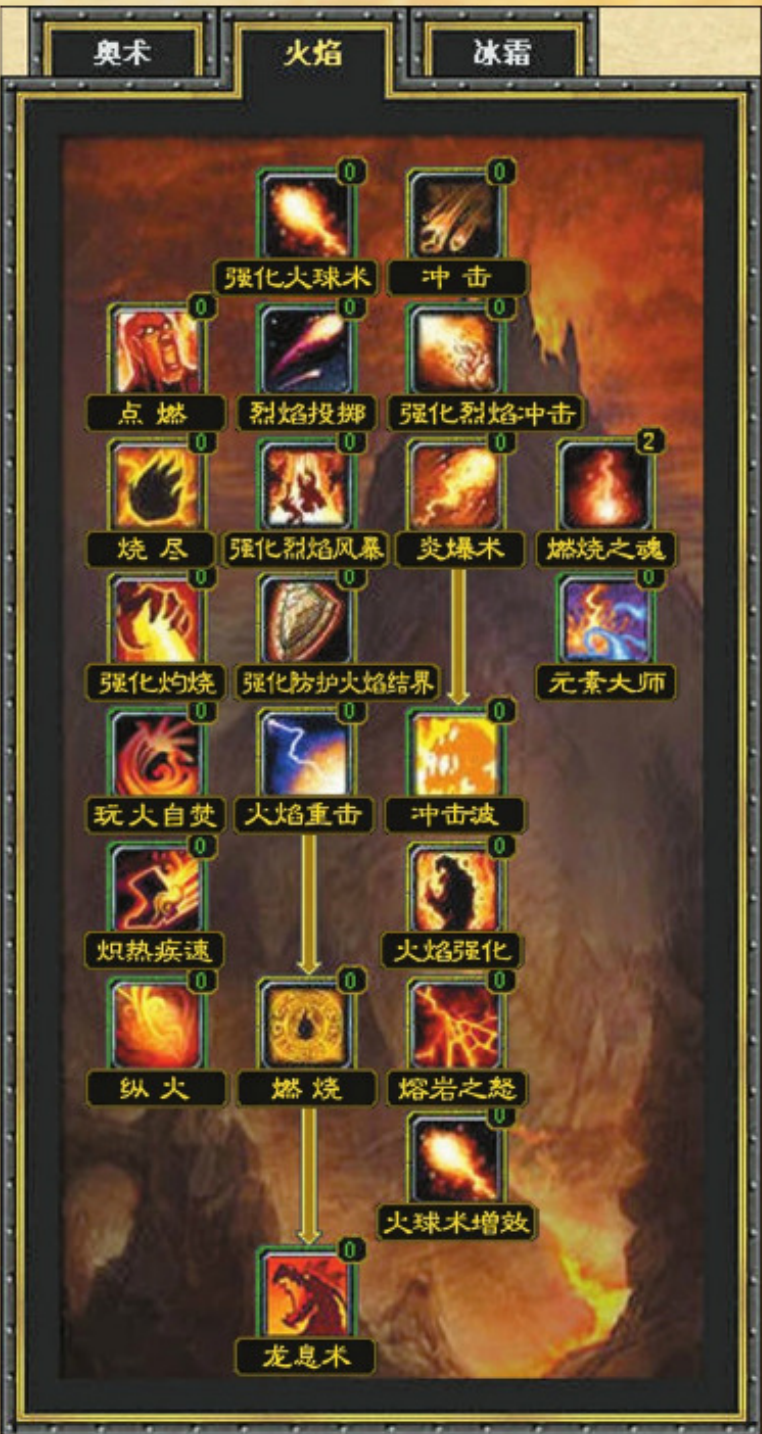 奥术 火焰 冰霜
0 0
强化火球术 冲击
0 0 0
点燃 烈焰投掷 强化烈焰冲击
0 0 0 2
烧尽 强化烈焰风暴 炎爆术 燃烧之魂
0 0 0
强化灼烧 强化防护火焰结界 元素大师
0 0 0
玩火自焚 火焰重击 冲击波
0 0
炽热疾速 火焰强化
0 0 0
纵火 燃烧 熔岩之怒
0
火球术增效
0
龙息术